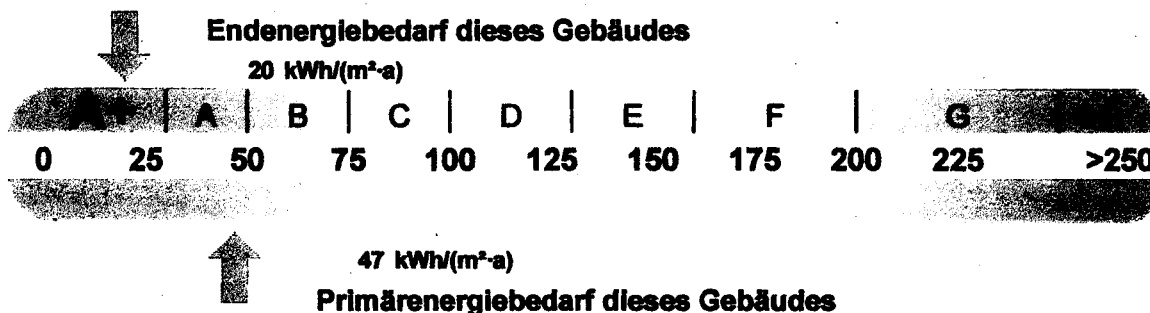 Endenergiebedarf dieses Gebäudes
20 kWh/(m²·a)
A+ A B C D E F G
0 25 50 75 100 125 150 175 200 225 >250
47 kWh/(m²·a)
Primärenergiebedarf dieses Gebäudes